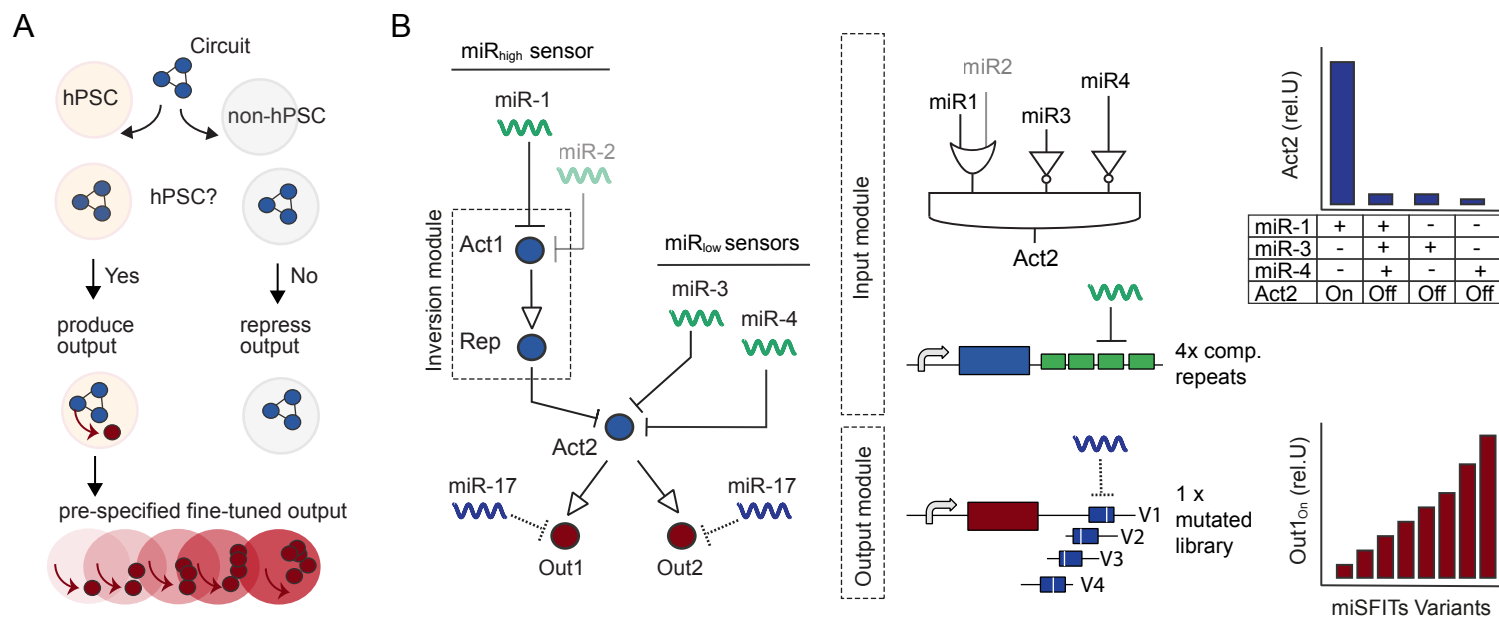 A
Circuit
hPSC
non-hPSC
hPSC?
Yes
No
produce
output
repress
output
pre-specified fine-tuned output
B
miRhigh sensor
miR-1
miR-2
Inversion module
Act1
Rep
miRlow sensors
miR-3
miR-4
Act2
miR-17
miR-17
Out1
Out2
Input module
miR2
miR1
miR3
miR4
Act2
4x comp.
repeats
Output module
V1
V2
V3
V4
1 x
mutated
library
Act2 (rel.U)
miR-1 + + - -
miR-3 - + + -
miR-4 - + - +
Act2 On Off Off Off
Out1On (rel.U)
miSFITs Variants